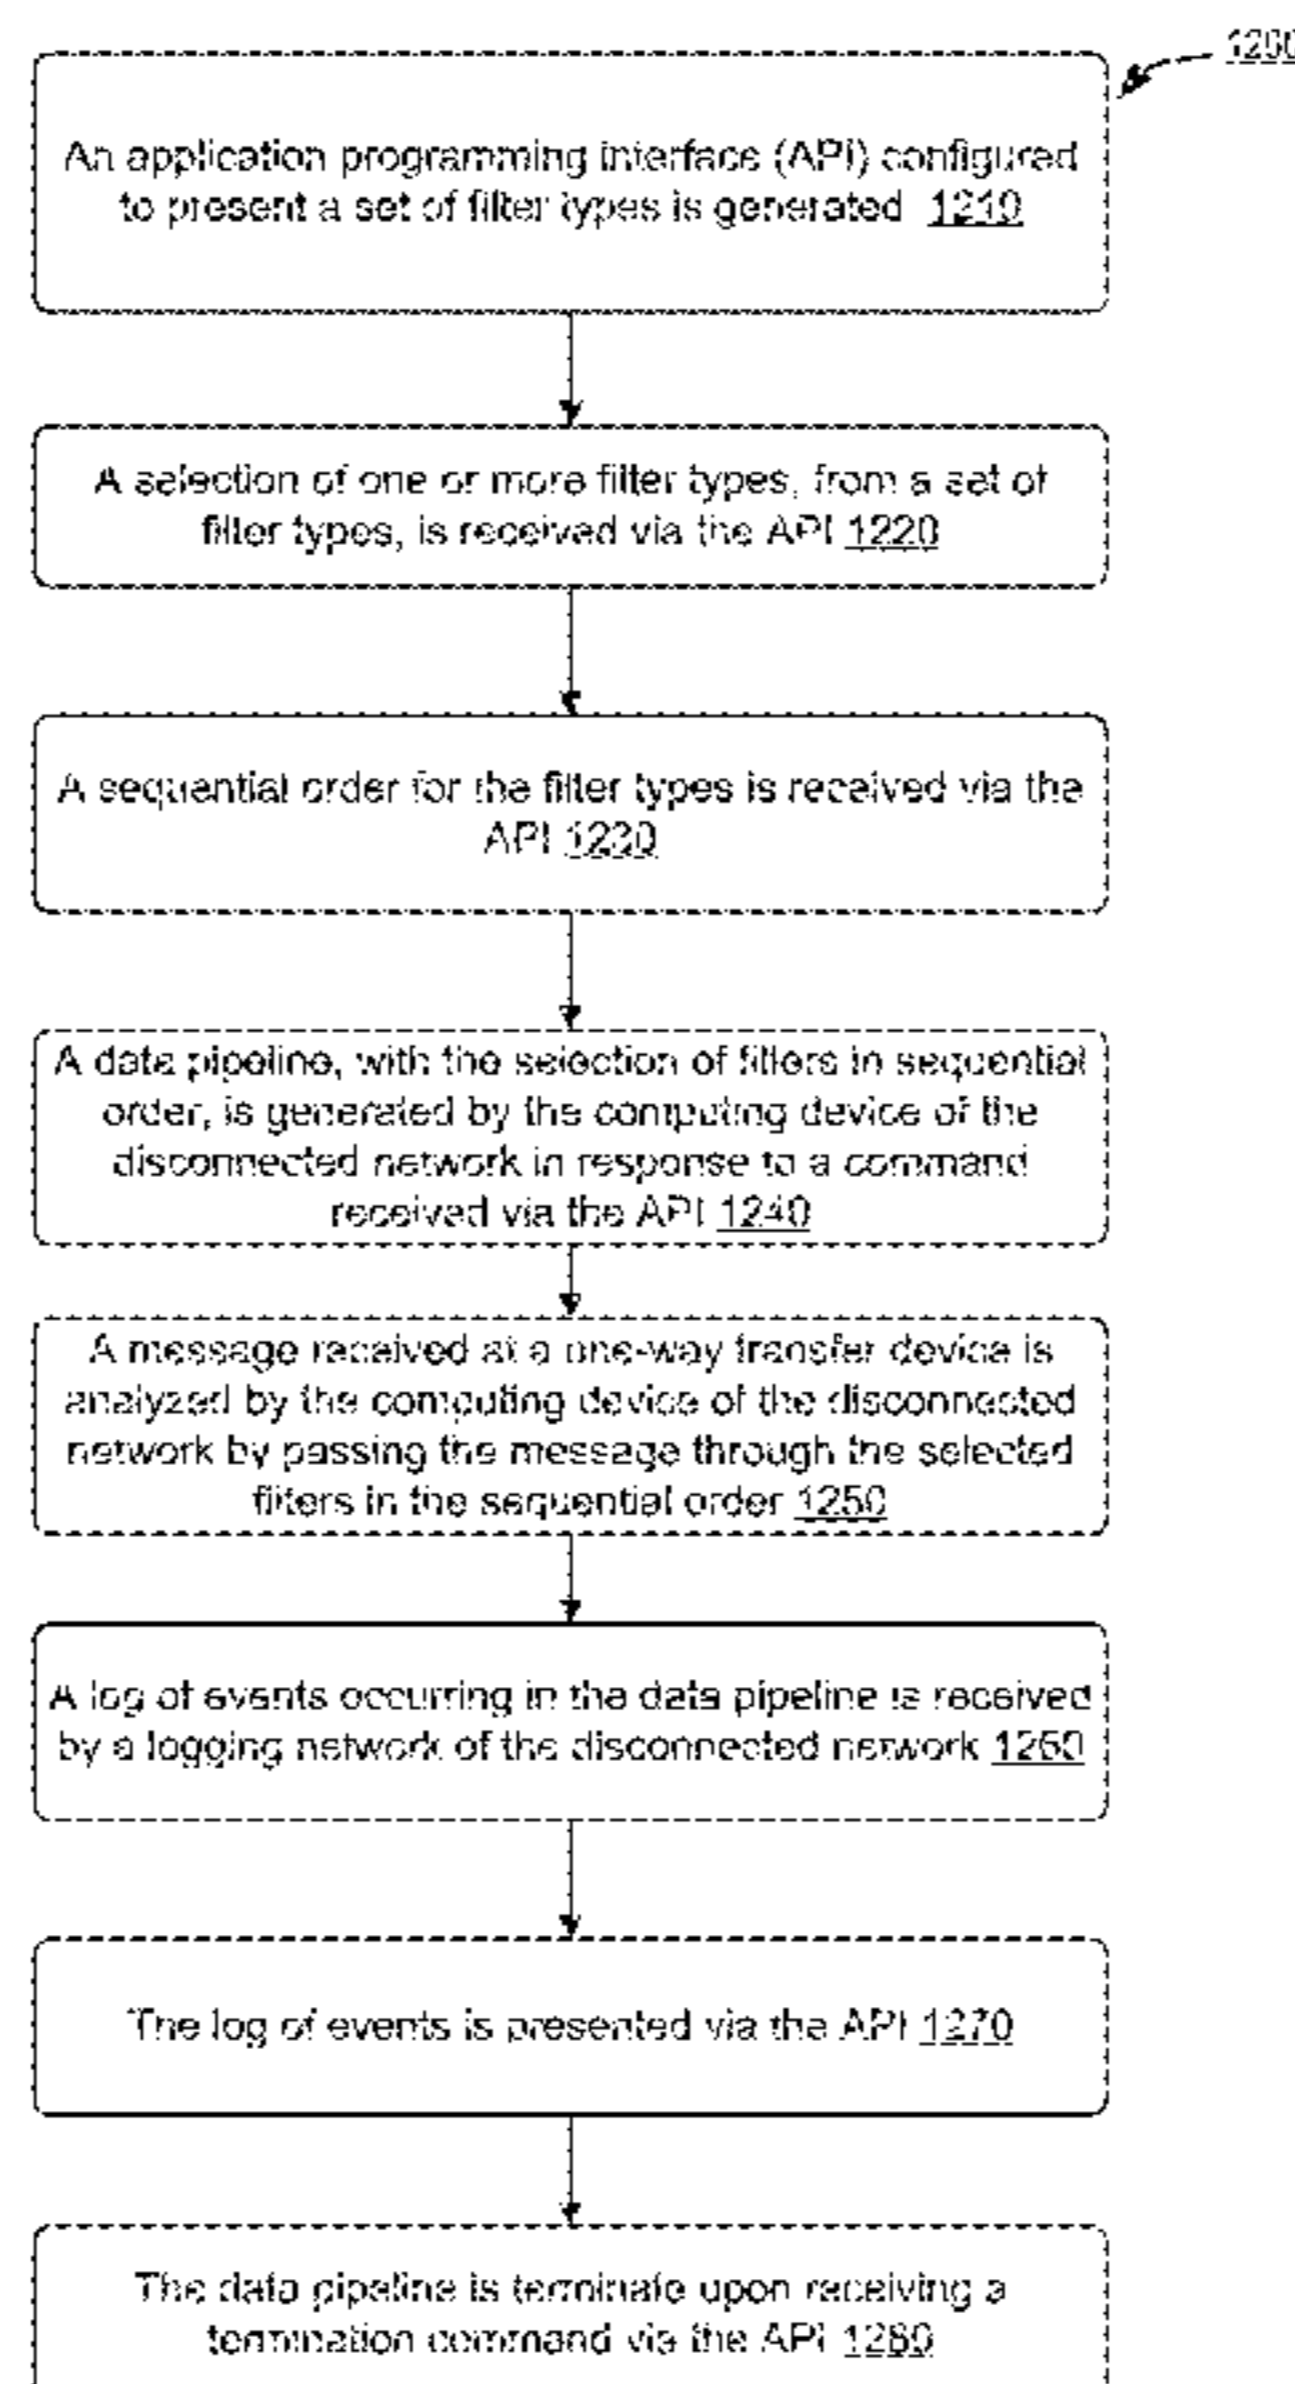 1200
An application programming interface (API) configured
to present a set of filter types is generated 1210
A selection of one or more filter types, from a set of
filter types, is received via the API 1220
A sequential order for the filter types is received via the
API 1230
A data pipeline, with the selection of filters in sequential
order, is generated by the computing device of the
disconnected network in response to a command
received via the API 1240
A message received at a one-way transfer device is
analyzed by the computing device of the disconnected
network by passing the message through the selected
filters in the sequential order 1250
A log of events occurring in the data pipeline is received
by a logging network of the disconnected network 1260
The log of events is presented via the API 1270
The data pipeline is terminate upon receiving a
termination command via the API 1280